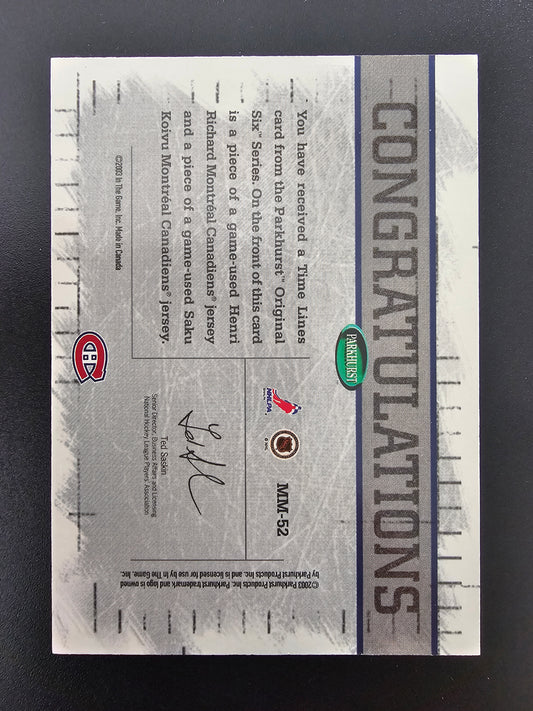 CONGRATULATIONS
PARKHURST
You have received a Time Lines
card from the Parkhurst™ Original
Six™ Series. On the front of this card
is a piece of a game-used Henri
Richard Montréal Canadiens® jersey
and a piece of a game-used Saku
Koivu Montréal Canadiens® jersey.
©2003 In The Game, Inc. Made in Canada
NHLPA
© NHL
MM-52
Ted Saskin
Senior Director, Business Affairs and Licensing
National Hockey League Players' Association
©2003 Parkhurst Products Inc. Parkhurst trademark logo and is owned
by Parkhurst Products Inc. and is licensed for use by In The Game, Inc.